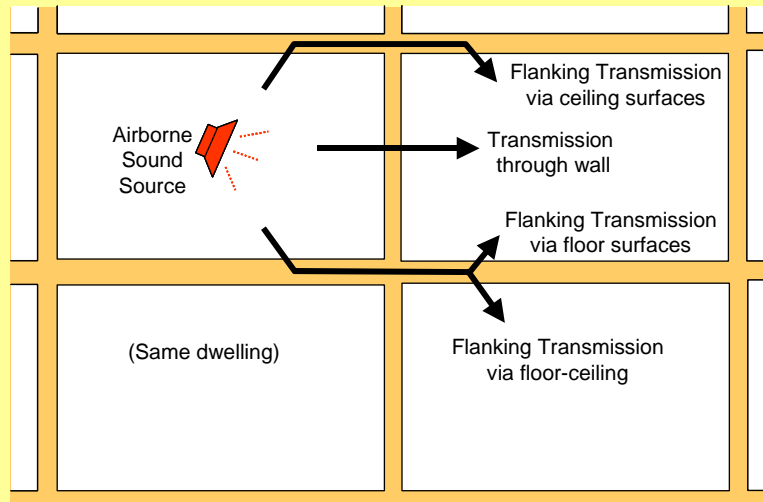 Airborne
Sound
Source
Flanking Transmission
via ceiling surfaces
Transmission
through wall
Flanking Transmission
via floor surfaces
(Same dwelling)
Flanking Transmission
via floor-ceiling